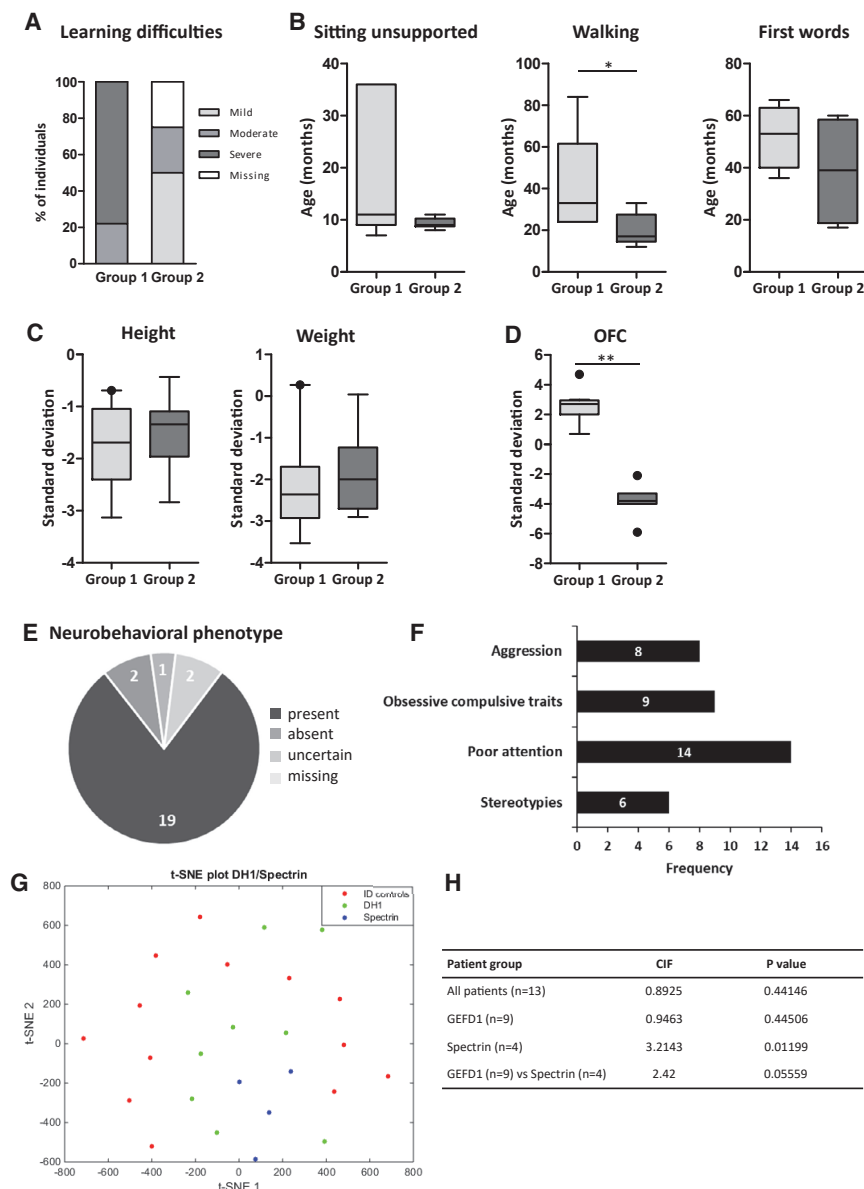 A Learning difficulties
100
80
60
40
20
0
% of individuals
Group 1 Group 2
Mild
Moderate
Severe
Missing
B Sitting unsupported
40
30
20
10
0
Age (months)
Group 1 Group 2
Walking
*
100
80
60
40
20
0
Age (months)
Group 1 Group 2
First words
80
60
40
20
0
Age (months)
Group 1 Group 2
C Height
0
-1
-2
-3
-4
Standard deviation
Group 1 Group 2
Weight
1
0
-1
-2
-3
-4
Standard deviation
Group 1 Group 2
D OFC
**
6
4
2
0
-2
-4
-6
-8
Standard deviation
Group 1 Group 2
E Neurobehavioral phenotype
2 1 2
19
present
absent
uncertain
missing
F
Aggression 8
Obsessive compulsive traits 9
Poor attention 14
Stereotypies 6
0 2 4 6 8 10 12 14 16
Frequency
G
t-SNE plot DH1/Spectrin
800
600
400
200
0
-200
-400
-600
t-SNE 2
ID controls
DH1
Spectrin
-800 -600 -400 -200 0 200 400 600 800
t-SNE 1
H
Patient group CIF P value
All patients (n=13) 0.8925 0.44146
GEFD1 (n=9) 0.9463 0.44506
Spectrin (n=4) 3.2143 0.01199
GEFD1 (n=9) vs Spectrin (n=4) 2.42 0.05559